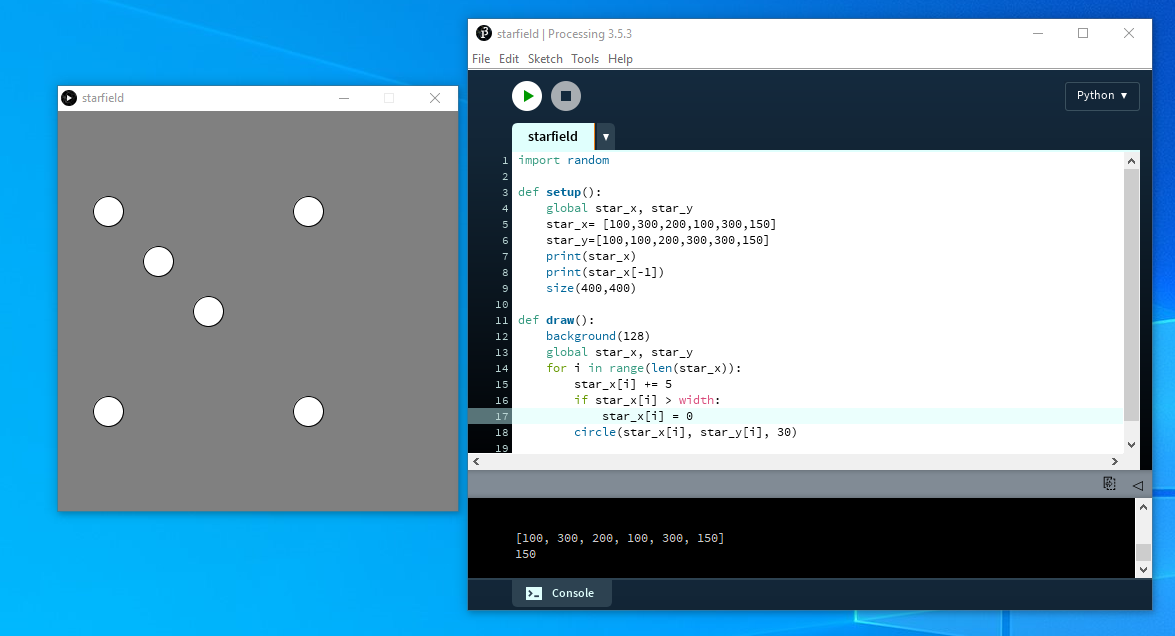 starfield
starfield | Processing 3.5.3
File Edit Sketch Tools Help
Python ▼
starfield ▼
1 import random
2
3 def setup():
4     global star_x, star_y
5     star_x= [100,300,200,100,300,150]
6     star_y=[100,100,200,300,300,150]
7     print(star_x)
8     print(star_x[-1])
9     size(400,400)
10
11 def draw():
12     background(128)
13     global star_x, star_y
14     for i in range(len(star_x)):
15         star_x[i] += 5
16         if star_x[i] > width:
17             star_x[i] = 0
18         circle(star_x[i], star_y[i], 30)
19
[100, 300, 200, 100, 300, 150]
150
Console